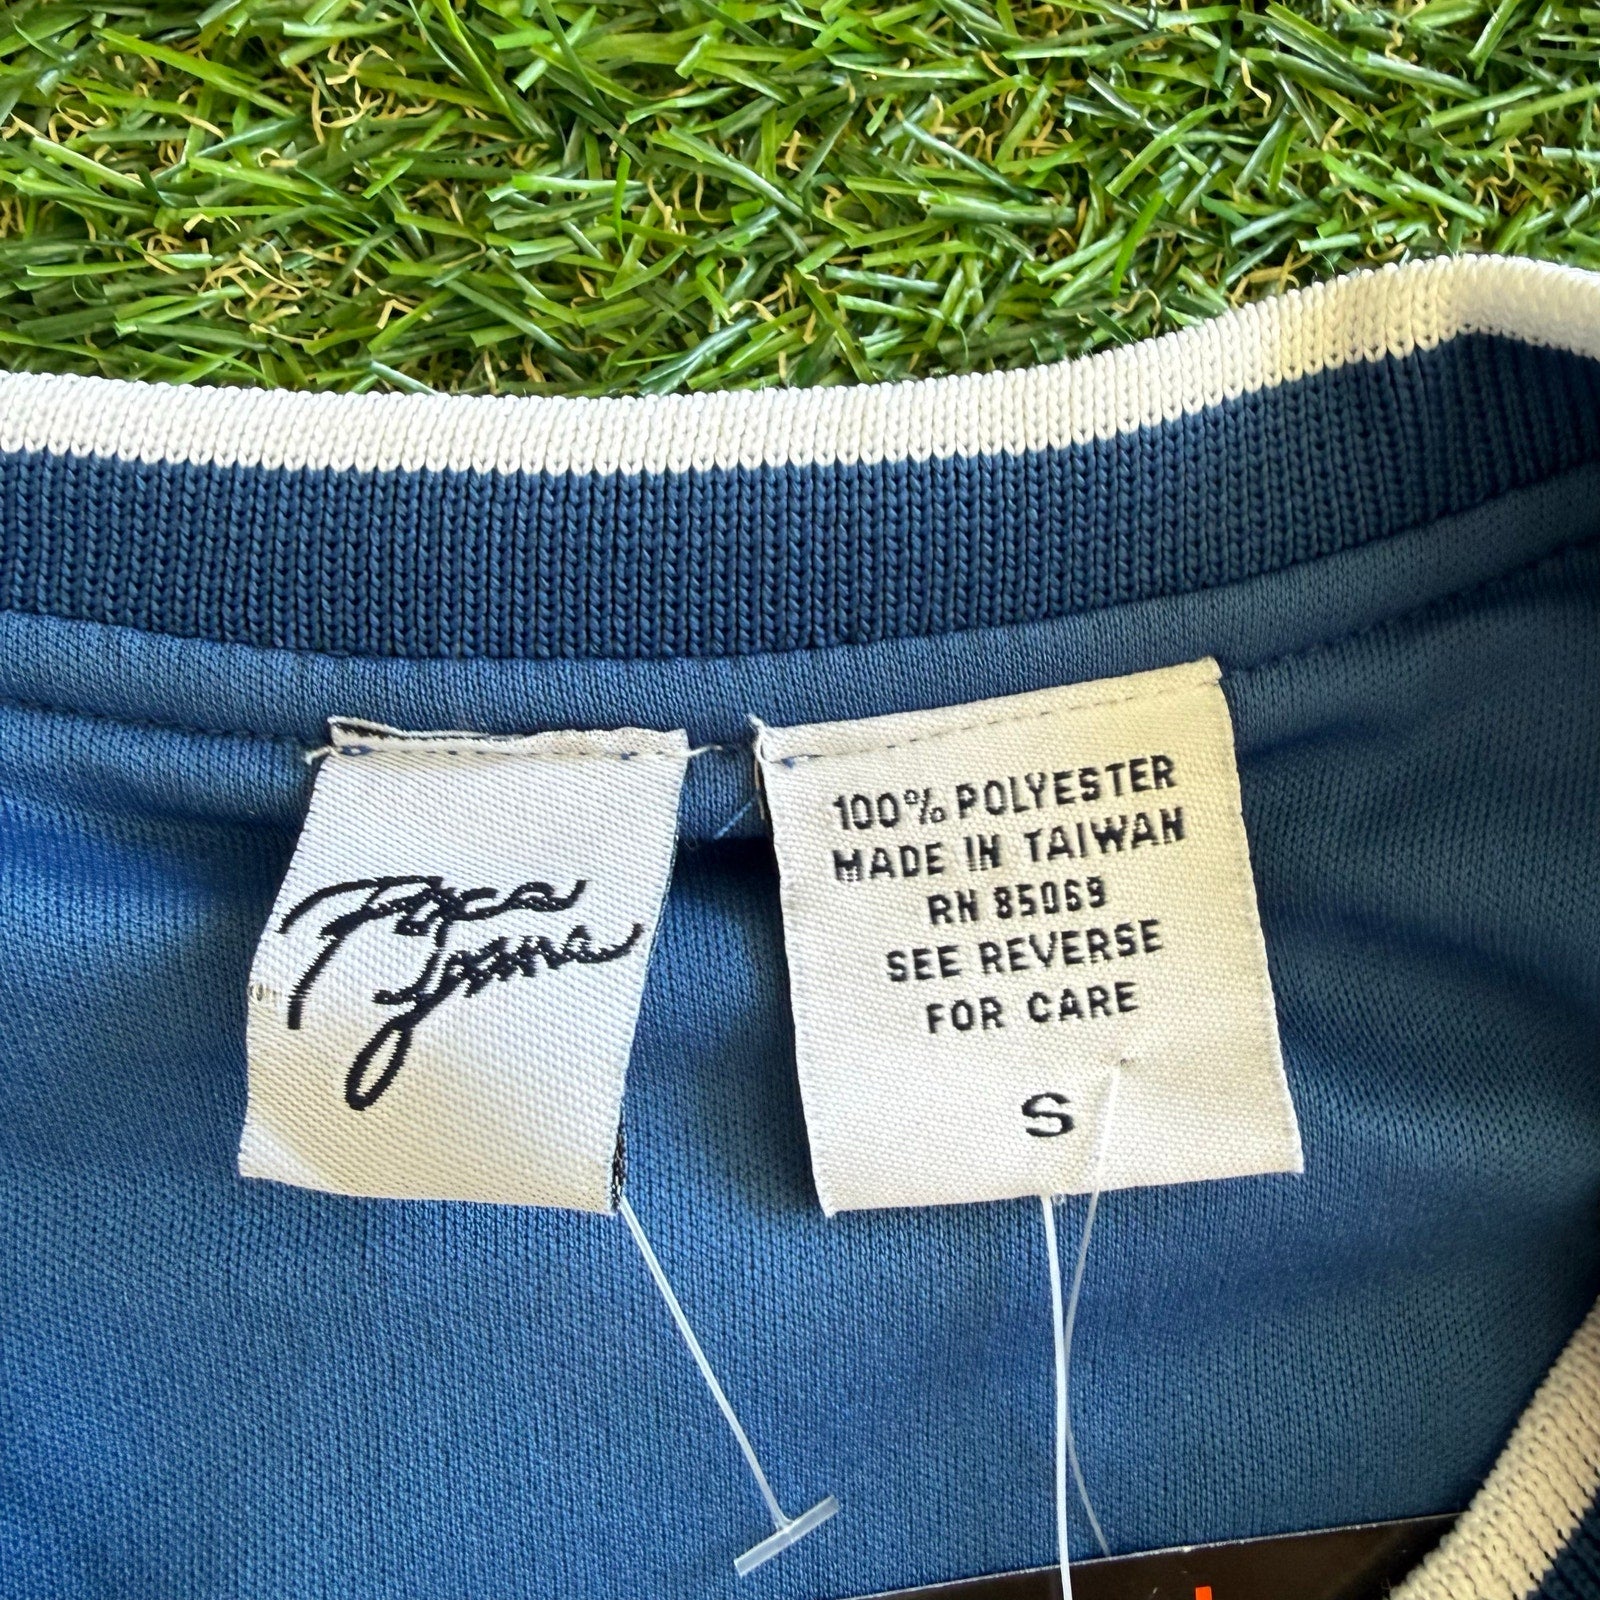 100% POLYESTER
MADE IN TAIWAN
RN 85069
SEE REVERSE
FOR CARE
S